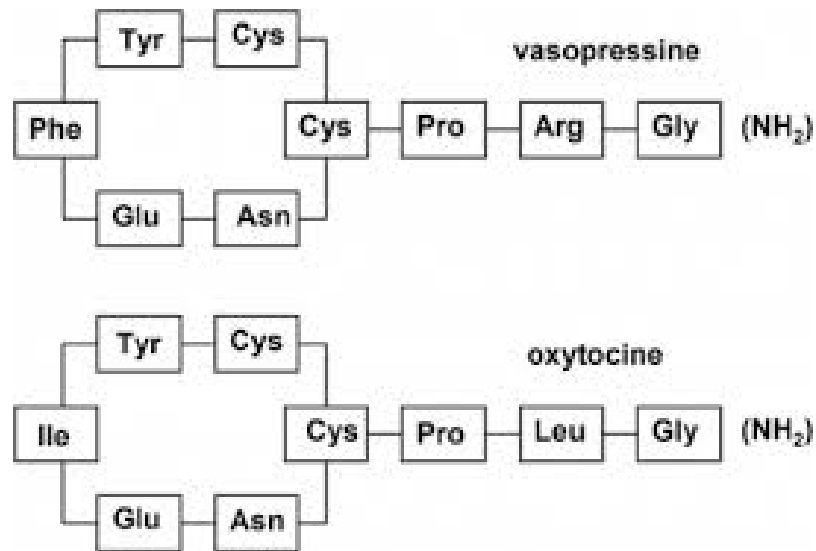 Tyr Cys
vasopressine
Phe Cys Pro Arg Gly (NH₂)
Glu Asn
Tyr Cys
oxytocine
Ile Cys Pro Leu Gly (NH₂)
Glu Asn